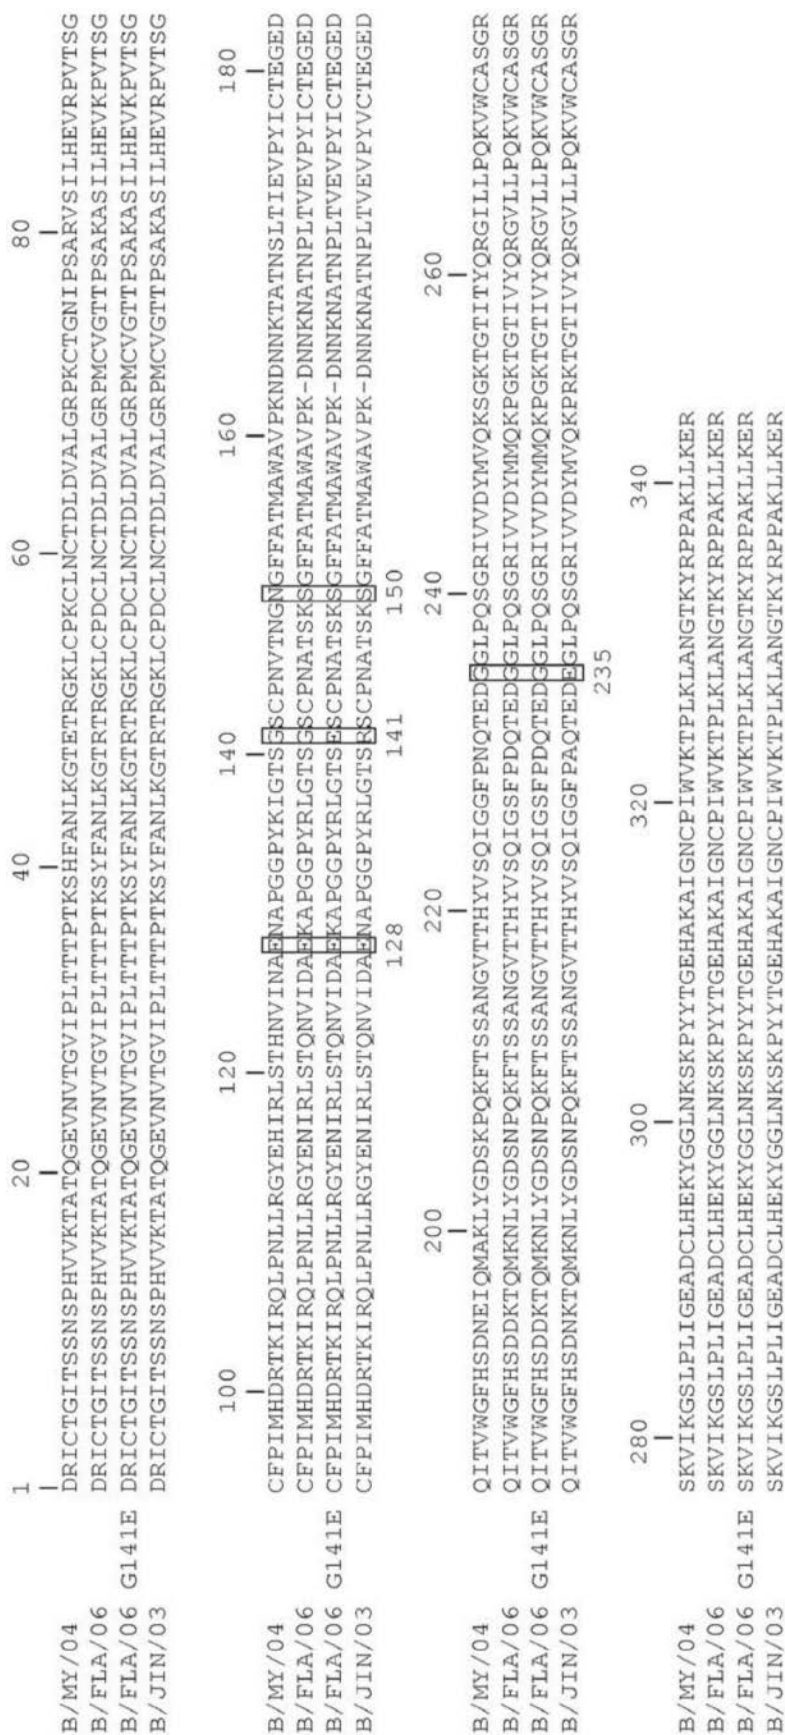 1 20 40 60 80
B/MY/04 DRICTGITSSNSPHVVKTATQGEVNVTGVIPLTTTPTKSHFANLKGTETRGKLCPKCLNCTDLDVALGRPKCTGNIPSARVSILHEVRPVTSG
B/FLA/06 DRICTGITSSNSPHVVKTATQGEVNVTGVIPLTTTPTKSYFANLKGTRTRGKLCPDCLNCTDLDVALGRPMCVGTTPSAKASILHEVKPVTSG
B/FLA/06 G141E DRICTGITSSNSPHVVKTATQGEVNVTGVIPLTTTPTKSYFANLKGTRTRGKLCPDCLNCTDLDVALGRPMCVGTTPSAKASILHEVKPVTSG
B/JIN/03 DRICTGITSSNSPHVVKTATQGEVNVTGVIPLTTTPTKSYFANLKGTRTRGKLCPDCLNCTDLDVALGRPMCVGTTPSAKASILHEVRPVTSG
100 120 140 160 180
B/MY/04 CFPIMHDRTKIRQLPNLLRGYEHIRLSTHNVINAENAPGGPYKIGTSGSCPNVTNGNGFFATMAWAVPKNDNNKTATNSLTIEVPYICTEGED
B/FLA/06 CFPIMHDRTKIRQLPNLLRGYENIRLSTQNVIDAEKAPGGPYRLGTSGSCPNATSKSGFFATMAWAVPK-DNNKNATNPLTVEVPYICTEGED
B/FLA/06 G141E CFPIMHDRTKIRQLPNLLRGYENIRLSTQNVIDAEKAPGGPYRLGTSESCPNATSKSGFFATMAWAVPK-DNNKNATNPLTVEVPYICTEGED
B/JIN/03 CFPIMHDRTKIRQLPNLLRGYENIRLSTQNVIDAENAPGGPYRLGTSRSCPNATSKSGFFATMAWAVPK-DNNKNATNPLTVEVPYVCTEGED
128 141 150
200 220 240 260
B/MY/04 QITVWGFHSDNEIQMAKLYGDSKPQKFTSSANGVTTHYVSQIGGFPNQTEDGGLPQSGRIVVDYMVQKSGKTGTITYQRGILLPQKVWCASGR
B/FLA/06 QITVWGFHSDDKTQMKNLYGDSNPQKFTSSANGVTTHYVSQIGSFPDQTEDGGLPQSGRIVVDYMMQKPGKTGTIVYQRGVLLPQKVWCASGR
B/FLA/06 G141E QITVWGFHSDDKTQMKNLYGDSNPQKFTSSANGVTTHYVSQIGSFPDQTEDGGLPQSGRIVVDYMMQKPGKTGTIVYQRGVLLPQKVWCASGR
B/JIN/03 QITVWGFHSDNKTQMKNLYGDSNPQKFTSSANGVTTHYVSQIGGFPAQTEDEGLPQSGRIVVDYMVQKPRKTGTIVYQRGVLLPQKVWCASGR
235
280 300 320 340
B/MY/04 SKVIKGSLPLIGEADCLHEKYGGLNKSKPYYTGEHAKAIGNCPIWVKTPLKLANGTKYRPPAKLLKER
B/FLA/06 SKVIKGSLPLIGEADCLHEKYGGLNKSKPYYTGEHAKAIGNCPIWVKTPLKLANGTKYRPPAKLLKER
B/FLA/06 G141E SKVIKGSLPLIGEADCLHEKYGGLNKSKPYYTGEHAKAIGNCPIWVKTPLKLANGTKYRPPAKLLKER
B/JIN/03 SKVIKGSLPLIGEADCLHEKYGGLNKSKPYYTGEHAKAIGNCPIWVKTPLKLANGTKYRPPAKLLKER